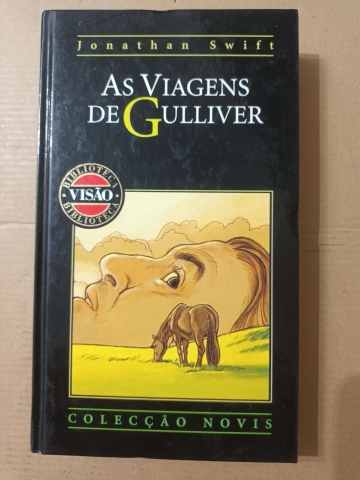 Jonathan Swift
AS VIAGENS
DE GULLIVER
BIBLIOTECA
VISÃO
BIBLIOTECA
COLECÇÃO NOVIS